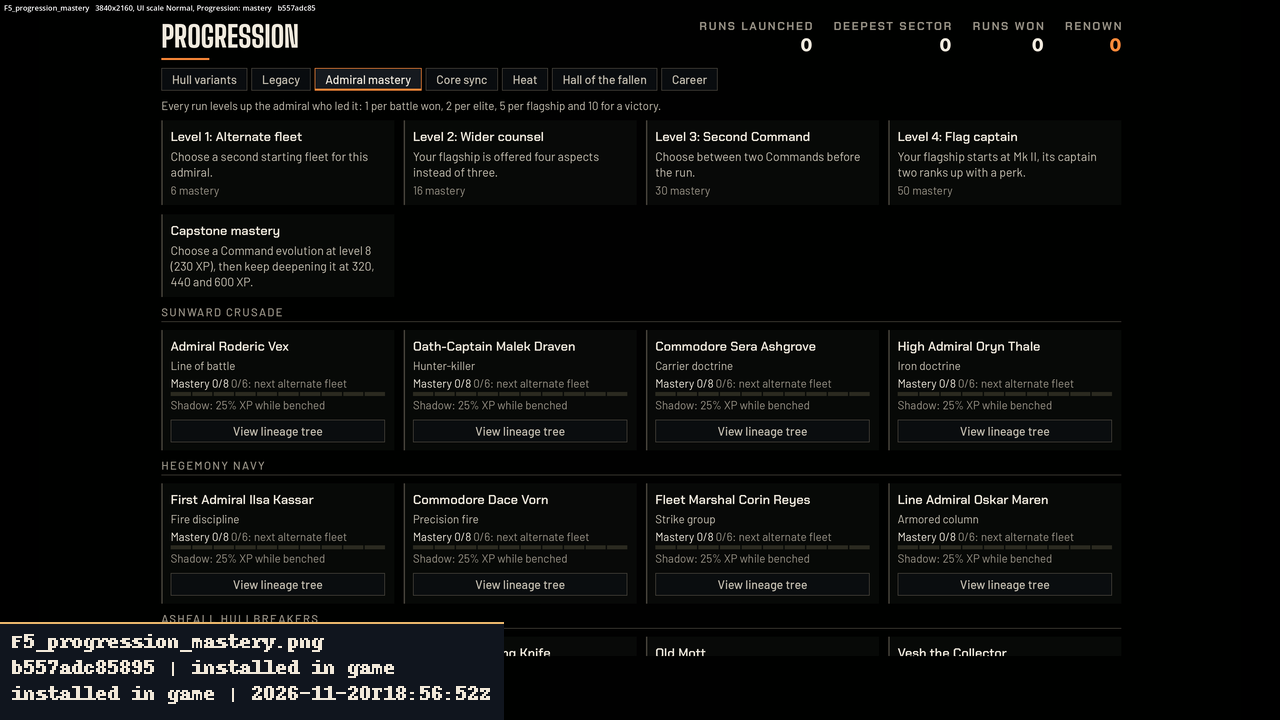 F5_progression_mastery 3840x2160, UI scale Normal, Progression: mastery b557adc85
PROGRESSION
RUNS LAUNCHED DEEPEST SECTOR RUNS WON RENOWN
0 0 0 0
Hull variants Legacy Admiral mastery Core sync Heat Hall of the fallen Career
Every run levels up the admiral who led it: 1 per battle won, 2 per elite, 5 per flagship and 10 for a victory.
Level 1: Alternate fleet
Choose a second starting fleet for this
admiral.
6 mastery
Level 2: Wider counsel
Your flagship is offered four aspects
instead of three.
16 mastery
Level 3: Second Command
Choose between two Commands before
the run.
30 mastery
Level 4: Flag captain
Your flagship starts at Mk II, its captain
two ranks up with a perk.
50 mastery
Capstone mastery
Choose a Command evolution at level 8
(230 XP), then keep deepening it at 320,
440 and 600 XP.
SUNWARD CRUSADE
Admiral Roderic Vex
Line of battle
Mastery 0/8 0/6: next alternate fleet
Shadow: 25% XP while benched
View lineage tree
Oath-Captain Malek Draven
Hunter-killer
Mastery 0/8 0/6: next alternate fleet
Shadow: 25% XP while benched
View lineage tree
Commodore Sera Ashgrove
Carrier doctrine
Mastery 0/8 0/6: next alternate fleet
Shadow: 25% XP while benched
View lineage tree
High Admiral Oryn Thale
Iron doctrine
Mastery 0/8 0/6: next alternate fleet
Shadow: 25% XP while benched
View lineage tree
HEGEMONY NAVY
First Admiral Ilsa Kassar
Fire discipline
Mastery 0/8 0/6: next alternate fleet
Shadow: 25% XP while benched
View lineage tree
Commodore Dace Vorn
Precision fire
Mastery 0/8 0/6: next alternate fleet
Shadow: 25% XP while benched
View lineage tree
Fleet Marshal Corin Reyes
Strike group
Mastery 0/8 0/6: next alternate fleet
Shadow: 25% XP while benched
View lineage tree
Line Admiral Oskar Maren
Armored column
Mastery 0/8 0/6: next alternate fleet
Shadow: 25% XP while benched
View lineage tree
ASHFALL HULLBREAKERS
Knife
Old Mott
Vesh the Collector
F5_progression_mastery.png
b557adc85895 | installed in game
installed in game | 2026-11-20T18:56:52Z